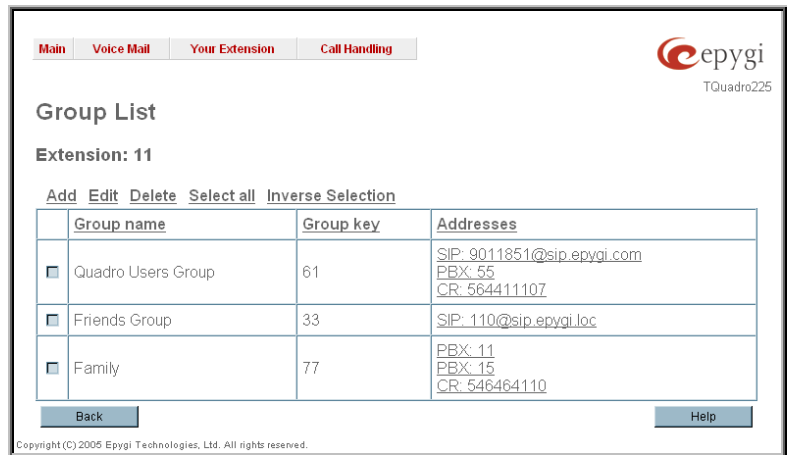 Main Voice Mail Your Extension Call Handling
epygi
TQuadro225
Group List
Extension: 11
Add Edit Delete Select all Inverse Selection
Group name Group key Addresses
Quadro Users Group 61 SIP: 9011851@sip.epygi.com
PBX: 55
CR: 564411107
Friends Group 33 SIP: 110@sip.epygi.loc
Family 77 PBX: 11
PBX: 15
CR: 546464110
Back Help
Copyright (C) 2005 Epygi Technologies, Ltd. All rights reserved.